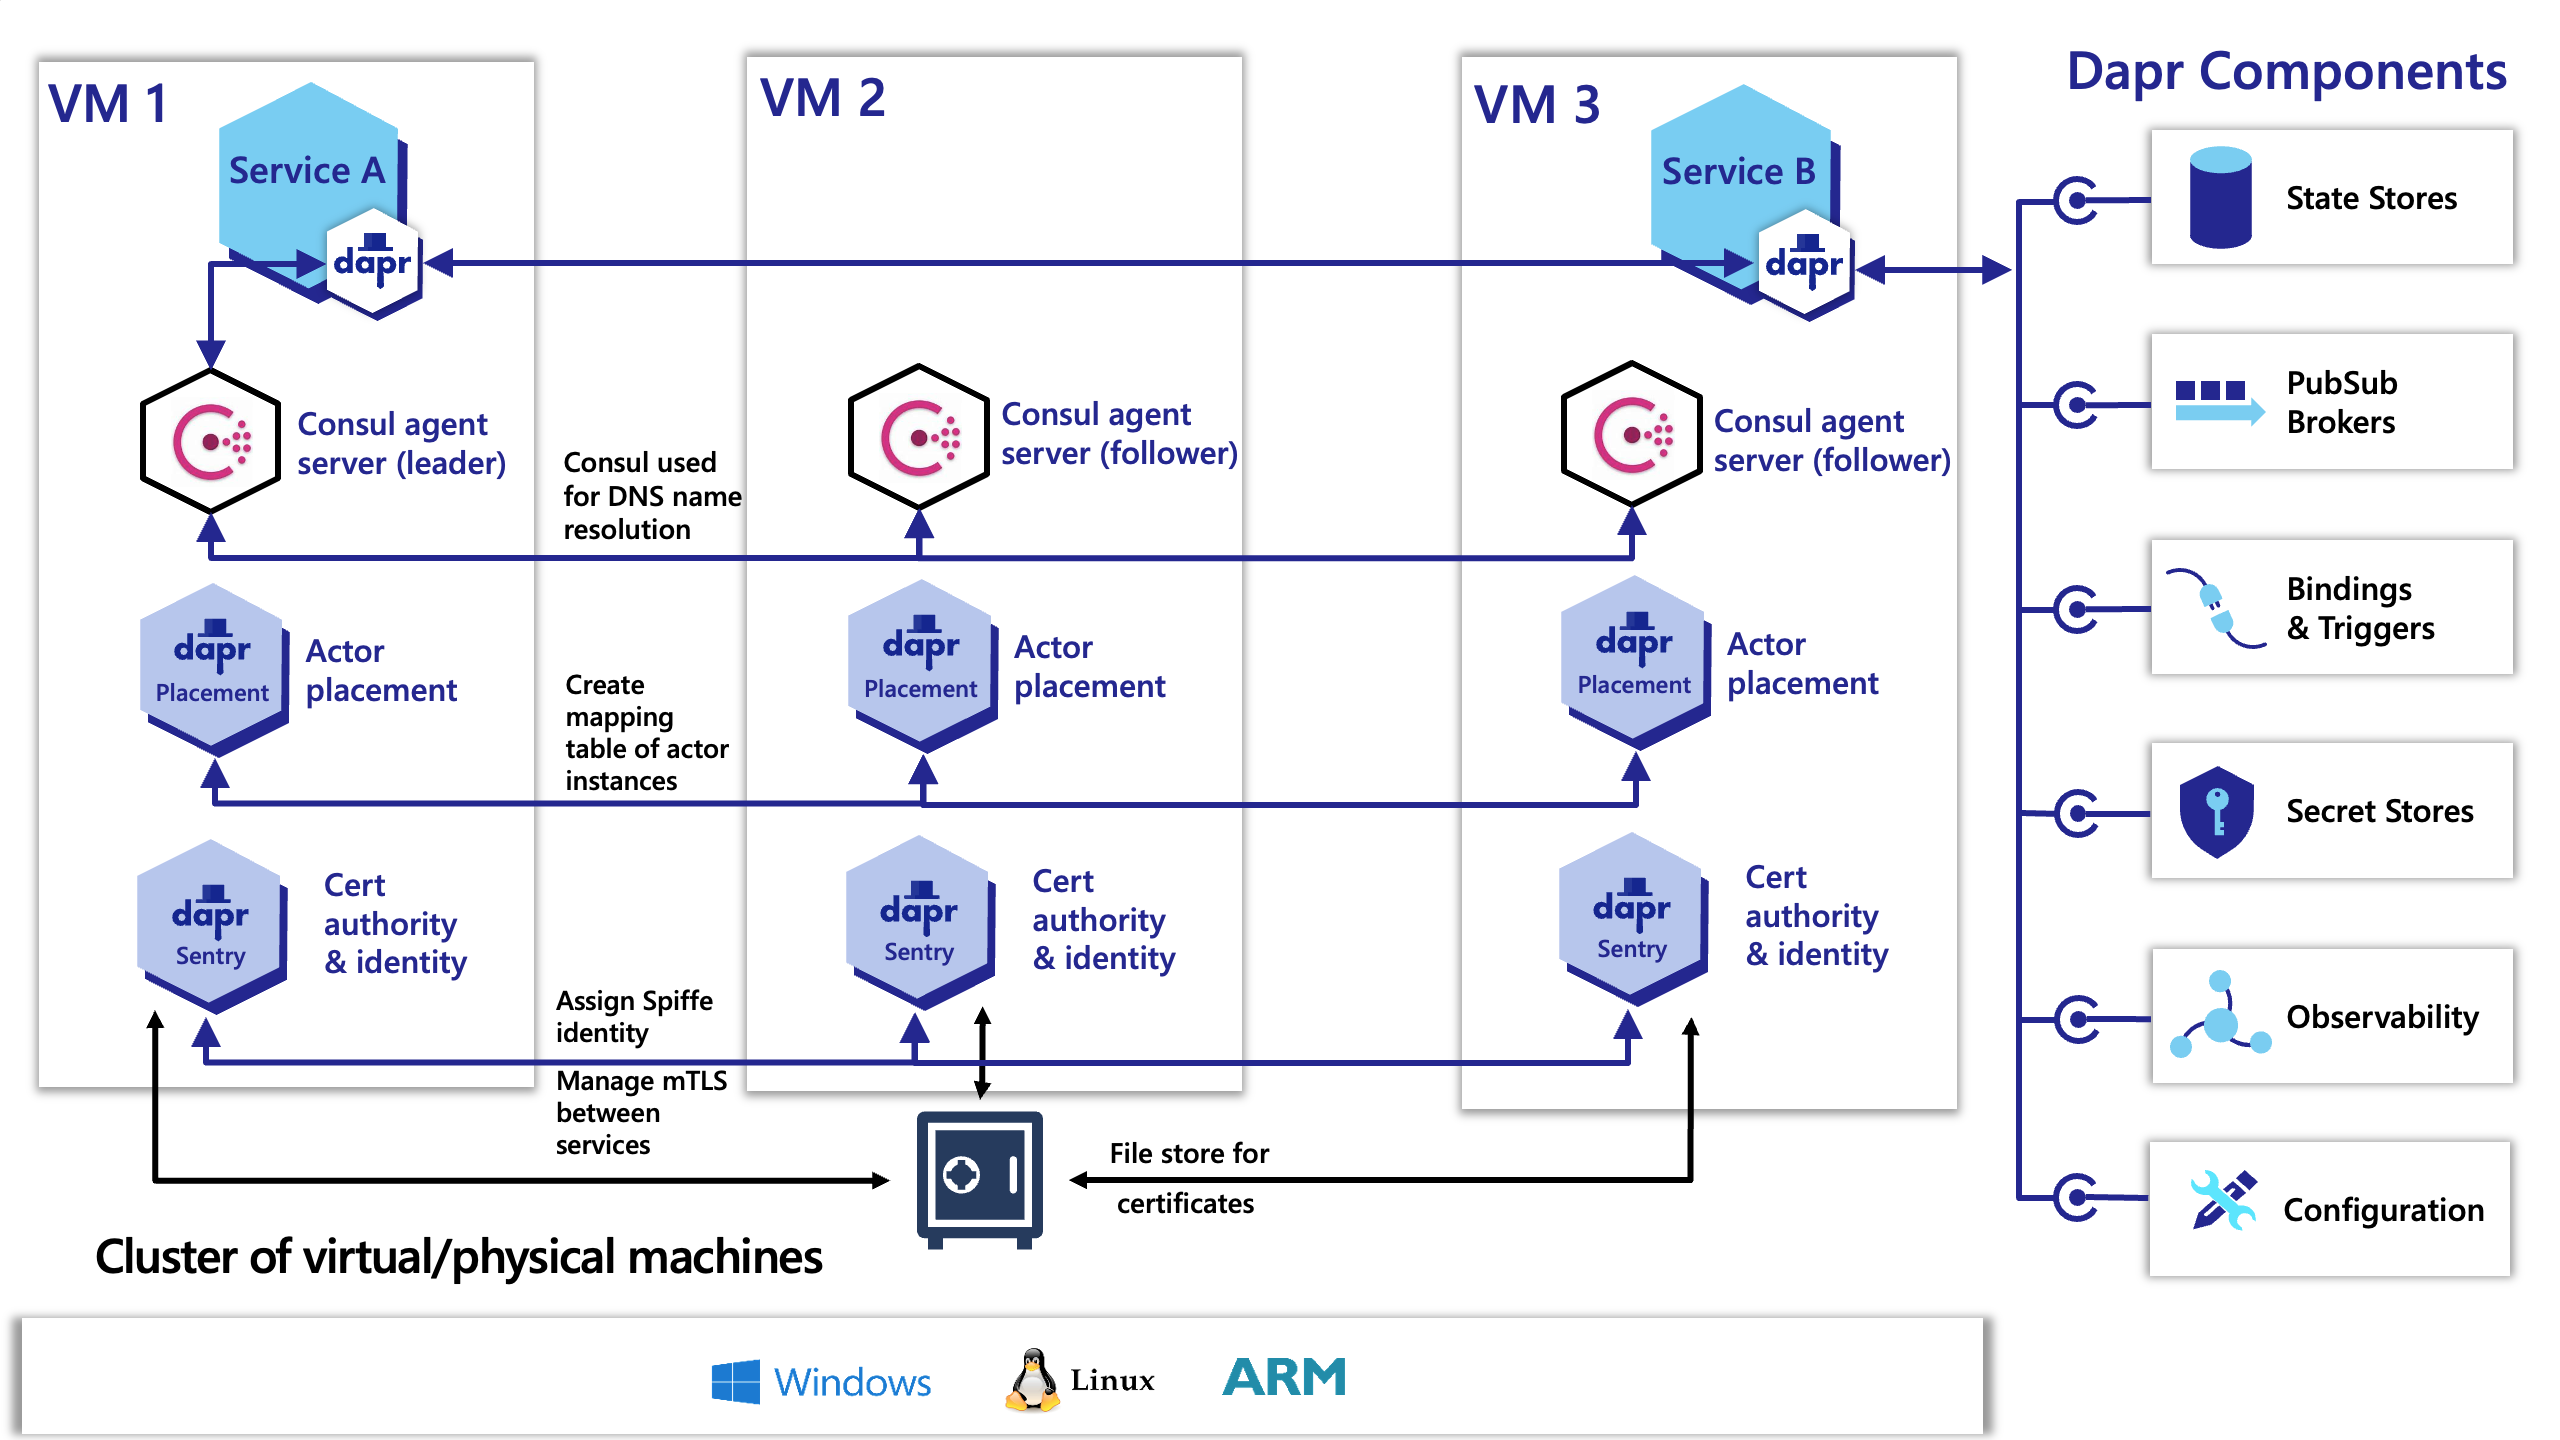 VM 1
Service A
dapr
Consul agent
server (leader)
dapr
Placement
Actor
placement
dapr
Sentry
Cert
authority
& identity
Consul used
for DNS name
resolution
Create
mapping
table of actor
instances
Assign Spiffe
identity
Manage mTLS
between
services
VM 2
Consul agent
server (follower)
dapr
Placement
Actor
placement
dapr
Sentry
Cert
authority
& identity
File store for
certificates
VM 3
Service B
dapr
Consul agent
server (follower)
dapr
Placement
Actor
placement
dapr
Sentry
Cert
authority
& identity
Dapr Components
State Stores
PubSub
Brokers
Bindings
& Triggers
Secret Stores
Observability
Configuration
Cluster of virtual/physical machines
Windows
Linux
ARM